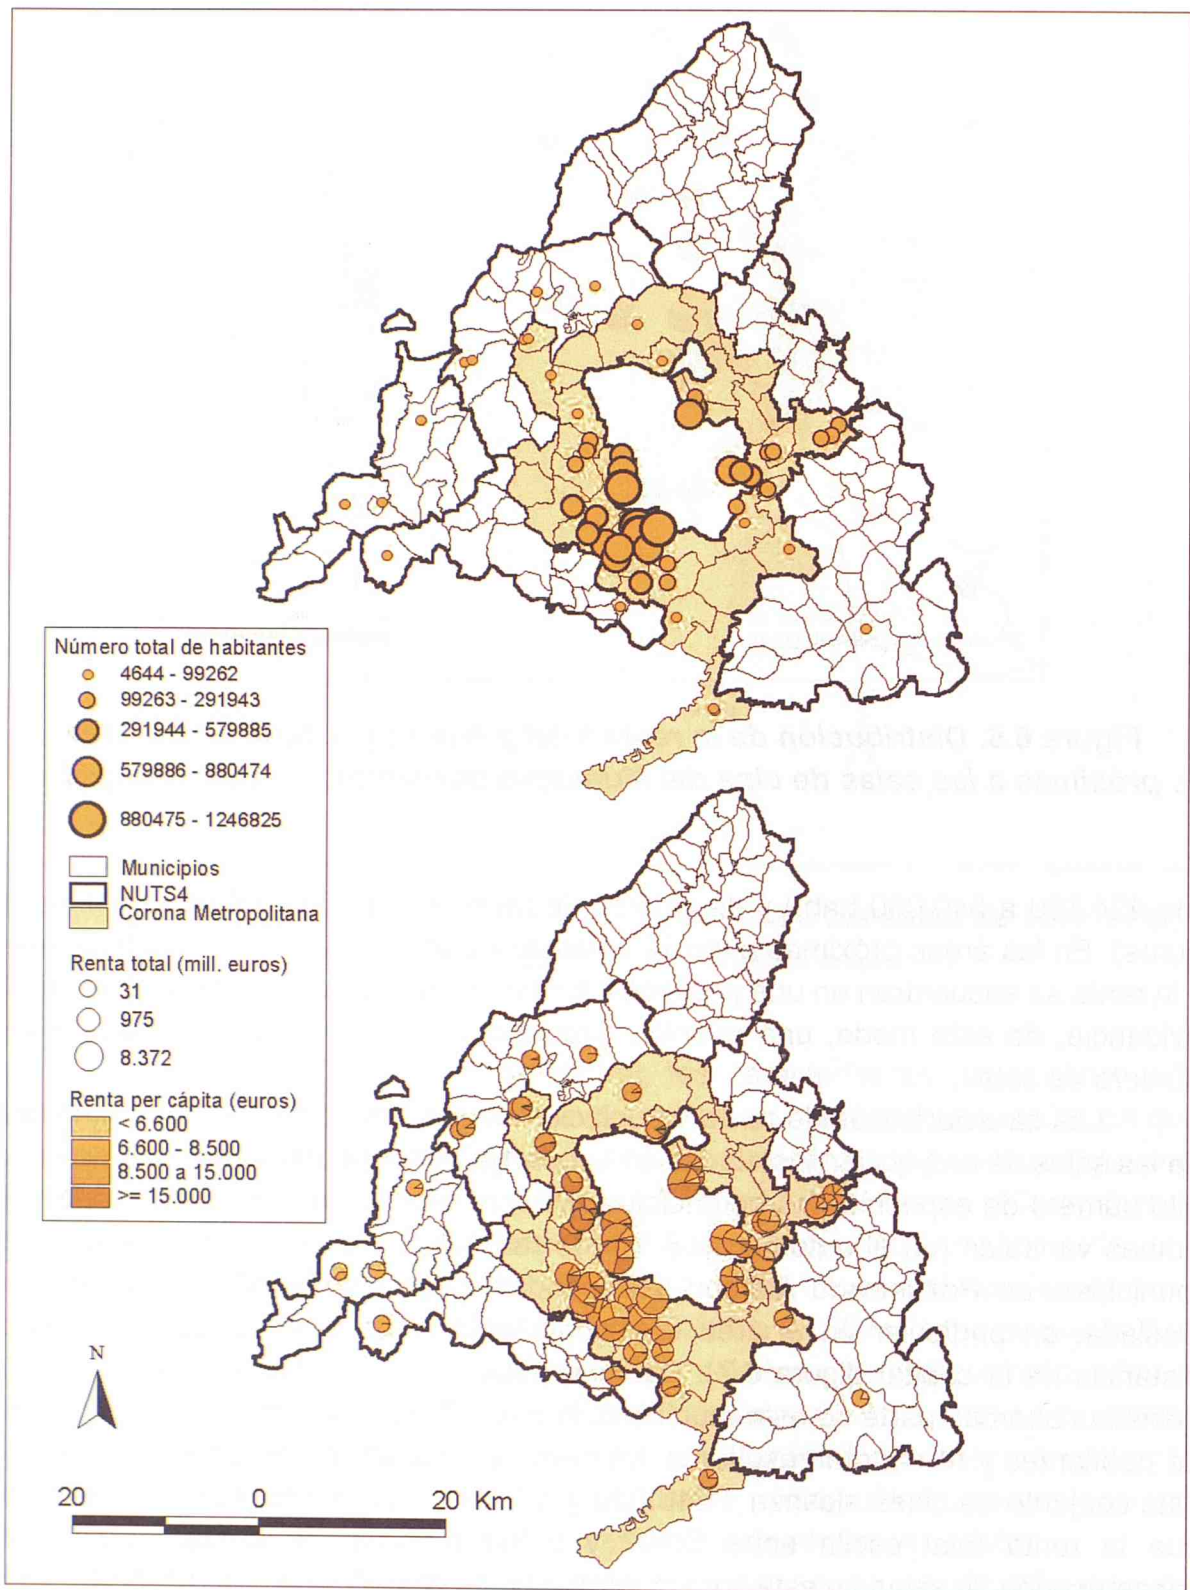 Número total de habitantes
4644 - 99262
99263 - 291943
291944 - 579885
579886 - 880474
880475 - 1246825
Municipios
NUTS4
Corona Metropolitana
Renta total (mill. euros)
31
975
8.372
Renta per cápita (euros)
< 6.600
6.600 - 8.500
8.500 a 15.000
>= 15.000
N
20 0 20 Km